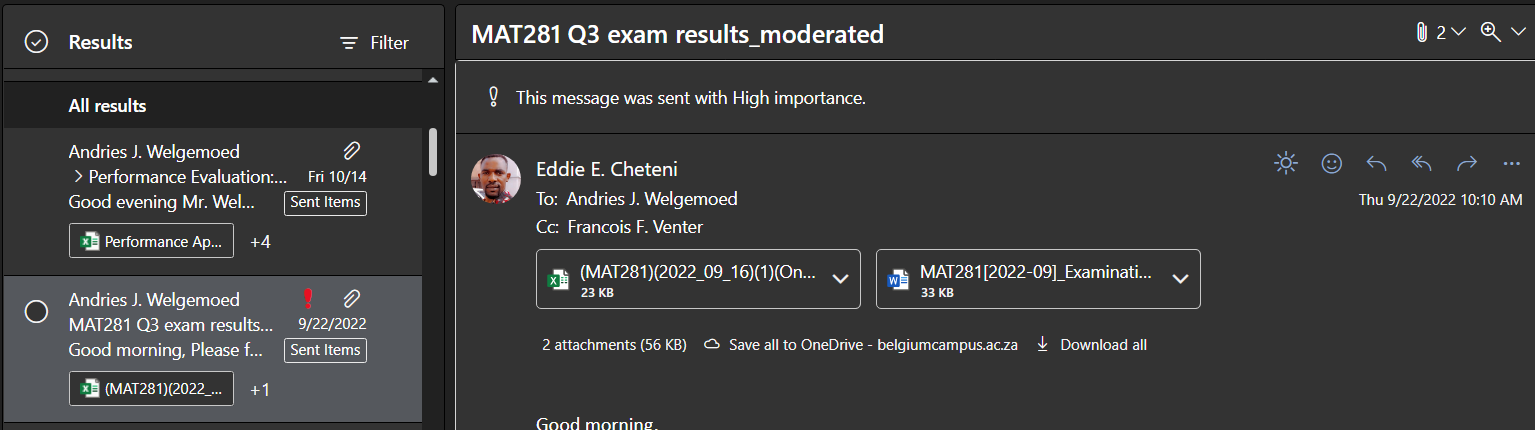 Results
Filter
All results
Andries J. Welgemoed
Performance Evaluation:...
Fri 10/14
Good evening Mr. Wel...
Sent Items
Performance Ap...
+4
Andries J. Welgemoed
MAT281 Q3 exam results...
9/22/2022
Good morning, Please f...
Sent Items
(MAT281)(2022_...
+1
MAT281 Q3 exam results_moderated
2
This message was sent with High importance.
Eddie E. Cheteni
To: Andries J. Welgemoed
Thu 9/22/2022 10:10 AM
Cc: Francois F. Venter
(MAT281)(2022_09_16)(1)(On...
23 KB
MAT281[2022-09]_Examinati...
33 KB
2 attachments (56 KB) Save all to OneDrive - belgiumcampus.ac.za Download all
Good morning,